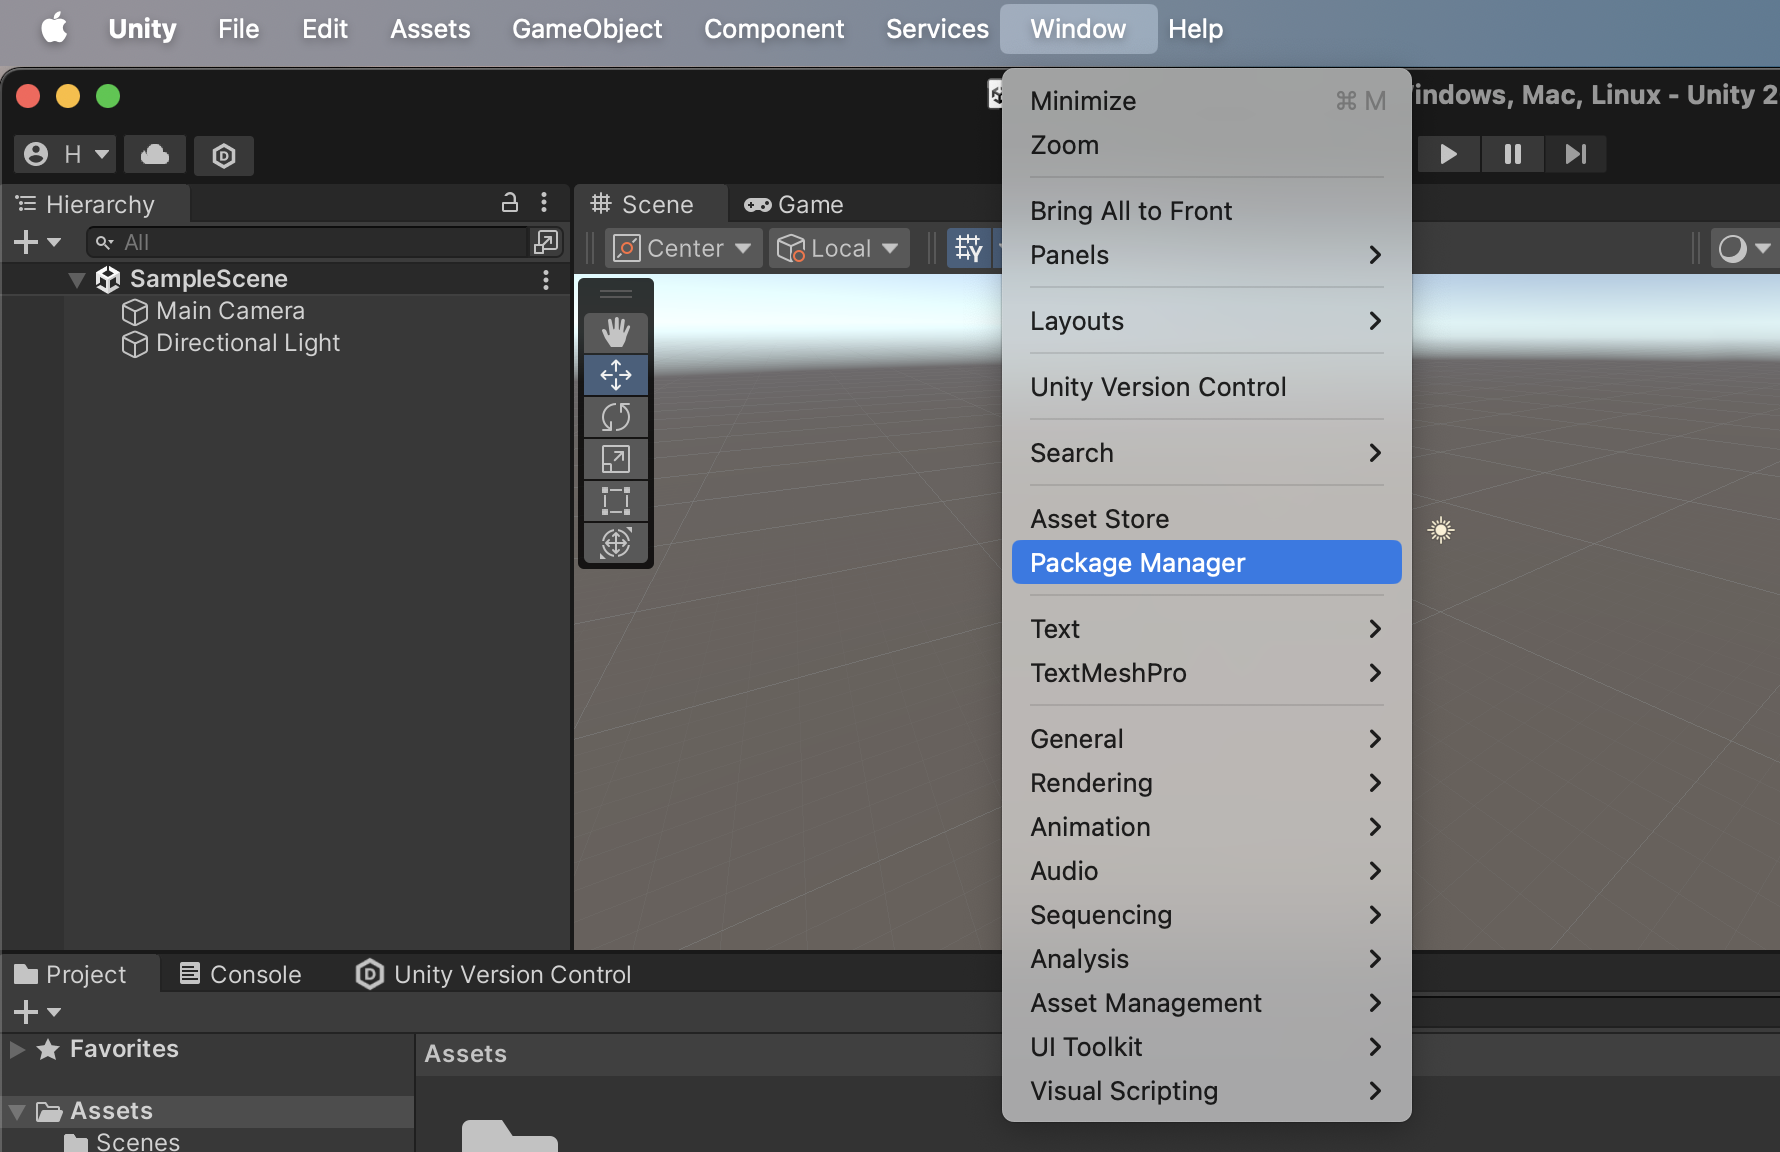 Unity File Edit Assets GameObject Component Services Window Help
indows, Mac, Linux - Unity 2
H
Hierarchy
All
SampleScene
Main Camera
Directional Light
Scene
Game
Center
Local
Minimize ⌘ M
Zoom
Bring All to Front
Panels
Layouts
Unity Version Control
Search
Asset Store
Package Manager
Text
TextMeshPro
General
Rendering
Animation
Audio
Sequencing
Analysis
Asset Management
UI Toolkit
Visual Scripting
Project
Console
Unity Version Control
Favorites
Assets
Scenes
Assets